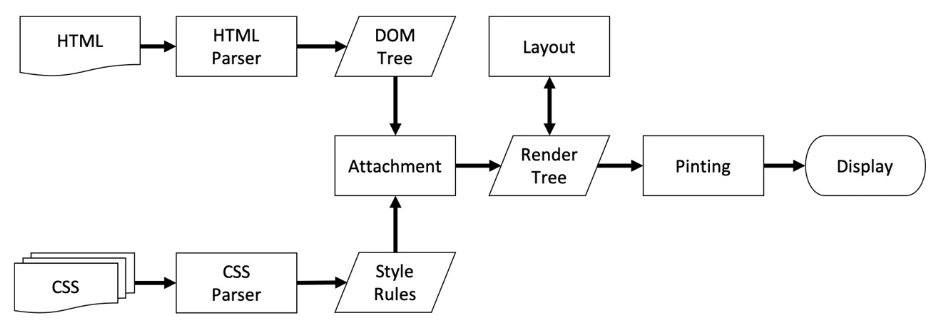 HTML
HTML
Parser
DOM
Tree
Layout
Attachment
Render
Tree
Pinting
Display
CSS
CSS
Parser
Style
Rules